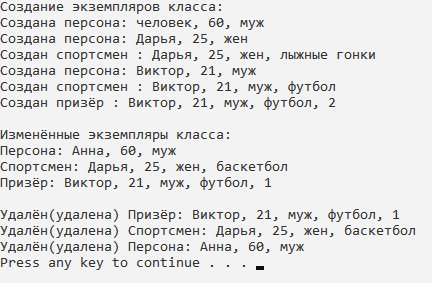 Создание экземпляров класса:
Создана персона: человек, 60, муж
Создана персона: Дарья, 25, жен
Создан спортсмен : Дарья, 25, жен, лыжные гонки
Создана персона: Виктор, 21, муж
Создан спортсмен : Виктор, 21, муж, футбол
Создан призёр : Виктор, 21, муж, футбол, 2
Изменённые экземпляры класса:
Персона: Анна, 60, муж
Спортсмен: Дарья, 25, жен, баскетбол
Призёр: Виктор, 21, муж, футбол, 1
Удалён(удалена) Призёр: Виктор, 21, муж, футбол, 1
Удалён(удалена) Спортсмен: Дарья, 25, жен, баскетбол
Удалён(удалена) Персона: Анна, 60, муж
Press any key to continue . . .